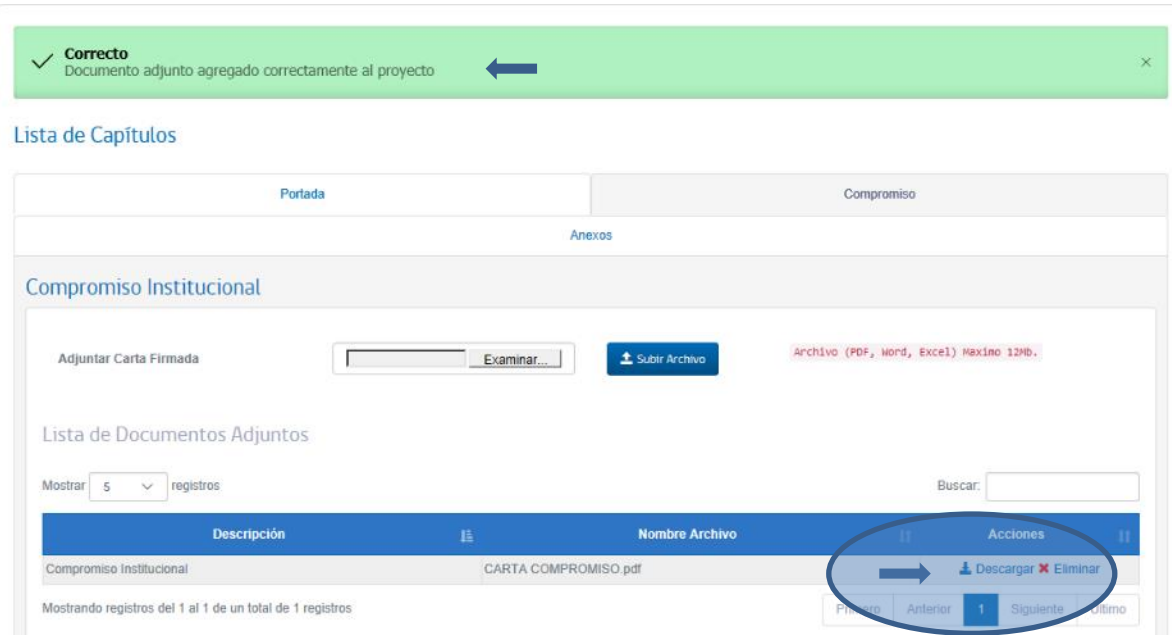 Correcto
Documento adjunto agregado correctamente al proyecto
×
Lista de Capítulos
Portada Compromiso
Anexos
Compromiso Institucional
Adjuntar Carta Firmada Examinar... Subir Archivo Archivo (PDF, Word, Excel) Maximo 12Mb.
Lista de Documentos Adjuntos
Mostrar 5 registros Buscar:
Descripción Nombre Archivo Acciones
Compromiso Institucional CARTA COMPROMISO.pdf Descargar Eliminar
Mostrando registros del 1 al 1 de un total de 1 registros Primero Anterior 1 Siguiente Último